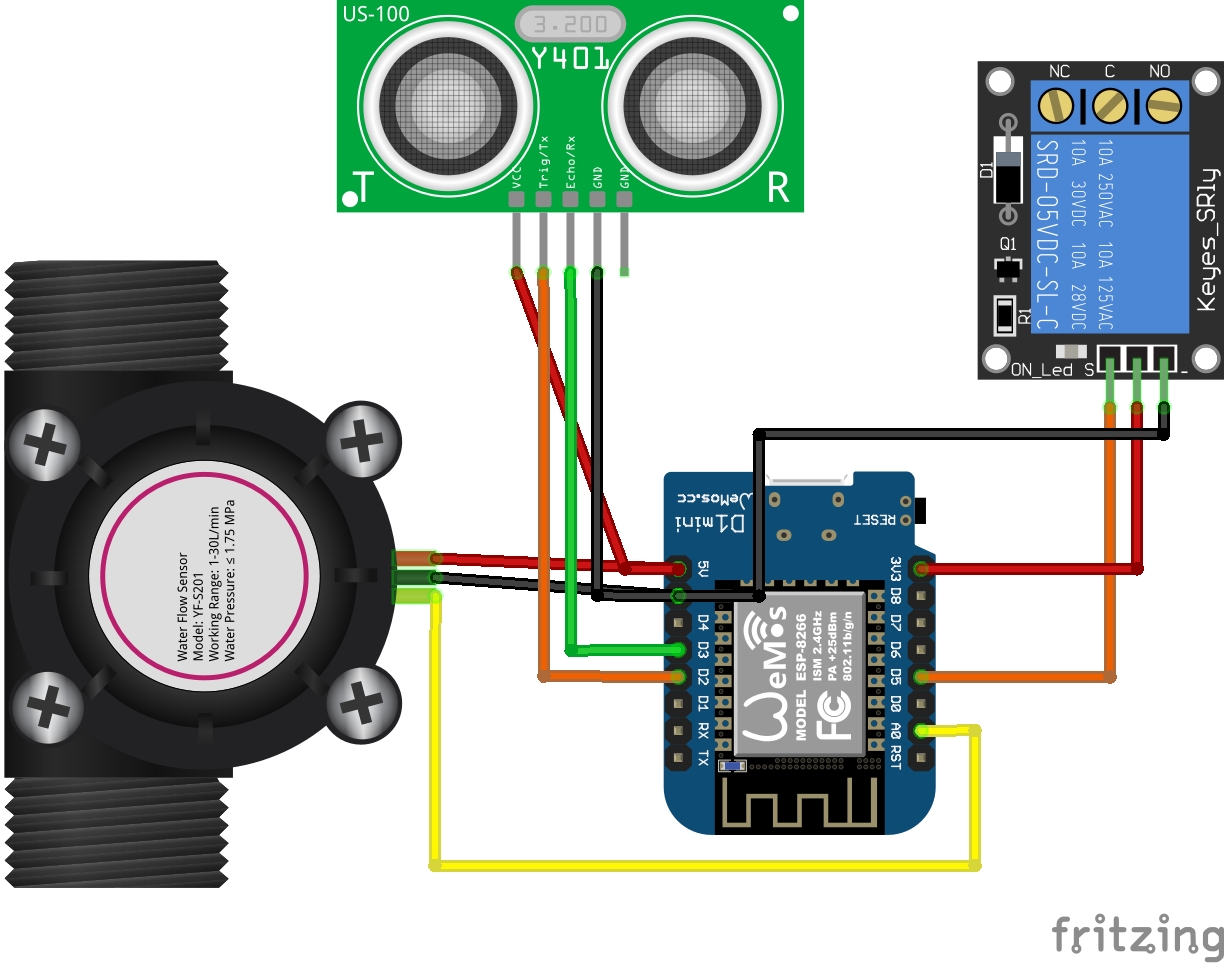 US-100
3.200
Y401
T
R
VCC
Trig/Tx
Echo/Rx
GND
GND
NC C NO
D1
Q1
R1
SRD-05VDC-SL-C
10A 30VDC 10A 28VDC
10A 250VAC 10A 125VAC
Keyes_SRly
ON_Led S -
Water Flow Sensor
Model: YF-S201
Working Range: 1-30L/min
Water Pressure: ≤ 1.75 MPa
WeMos.cc
D1mini
RESET
5V
D4
D3
D2
D1
RX
TX
3V3
D8
D7
D6
D5
D0
A0
RST
WeMos
MODEL ESP-8266
ISM 2.4GHz
PA +25dBm
802.11b/g/n
FC
fritzing